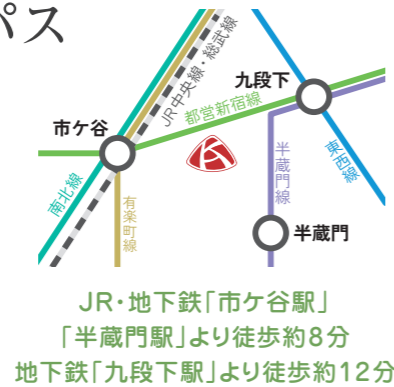 パス
JR中央線・総武線
九段下
都営新宿線
市ケ谷
南北線
有楽町線
半蔵門線
東西線
半蔵門
JR・地下鉄「市ケ谷駅」
「半蔵門駅」より徒歩約8分
地下鉄「九段下駅」より徒歩約12分